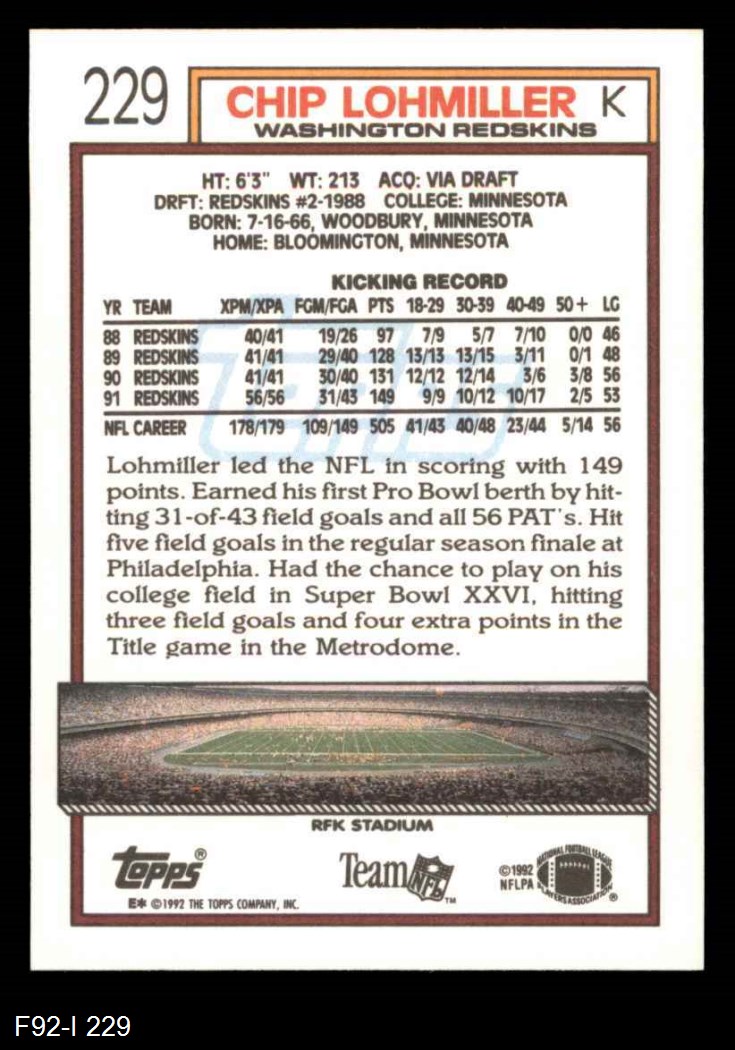 229
CHIP LOHMILLER K
WASHINGTON REDSKINS
HT: 6'3" WT: 213 ACQ: VIA DRAFT
DRFT: REDSKINS #2-1988 COLLEGE: MINNESOTA
BORN: 7-16-66, WOODBURY, MINNESOTA
HOME: BLOOMINGTON, MINNESOTA
KICKING RECORD
YR TEAM XPM/XPA FGM/FGA PTS 18-29 30-39 40-49 50+ LG
88 REDSKINS 40/41 19/26 97 7/9 5/7 7/10 0/0 46
89 REDSKINS 41/41 29/40 128 13/13 13/15 3/11 0/1 48
90 REDSKINS 41/41 30/40 131 12/12 12/14 3/6 3/8 56
91 REDSKINS 56/56 31/43 149 9/9 10/12 10/17 2/5 53
NFL CAREER 178/179 109/149 505 41/43 40/48 23/44 5/14 56
Lohmiller led the NFL in scoring with 149
points. Earned his first Pro Bowl berth by hit-
ting 31-of-43 field goals and all 56 PAT's. Hit
five field goals in the regular season finale at
Philadelphia. Had the chance to play on his
college field in Super Bowl XXVI, hitting
three field goals and four extra points in the
Title game in the Metrodome.
RFK STADIUM
Topps® Team NFL™ ©1992 NFLPA NATIONAL FOOTBALL LEAGUE PLAYERS ASSOCIATION®
E* ©1992 THE TOPPS COMPANY, INC.
F92-I 229